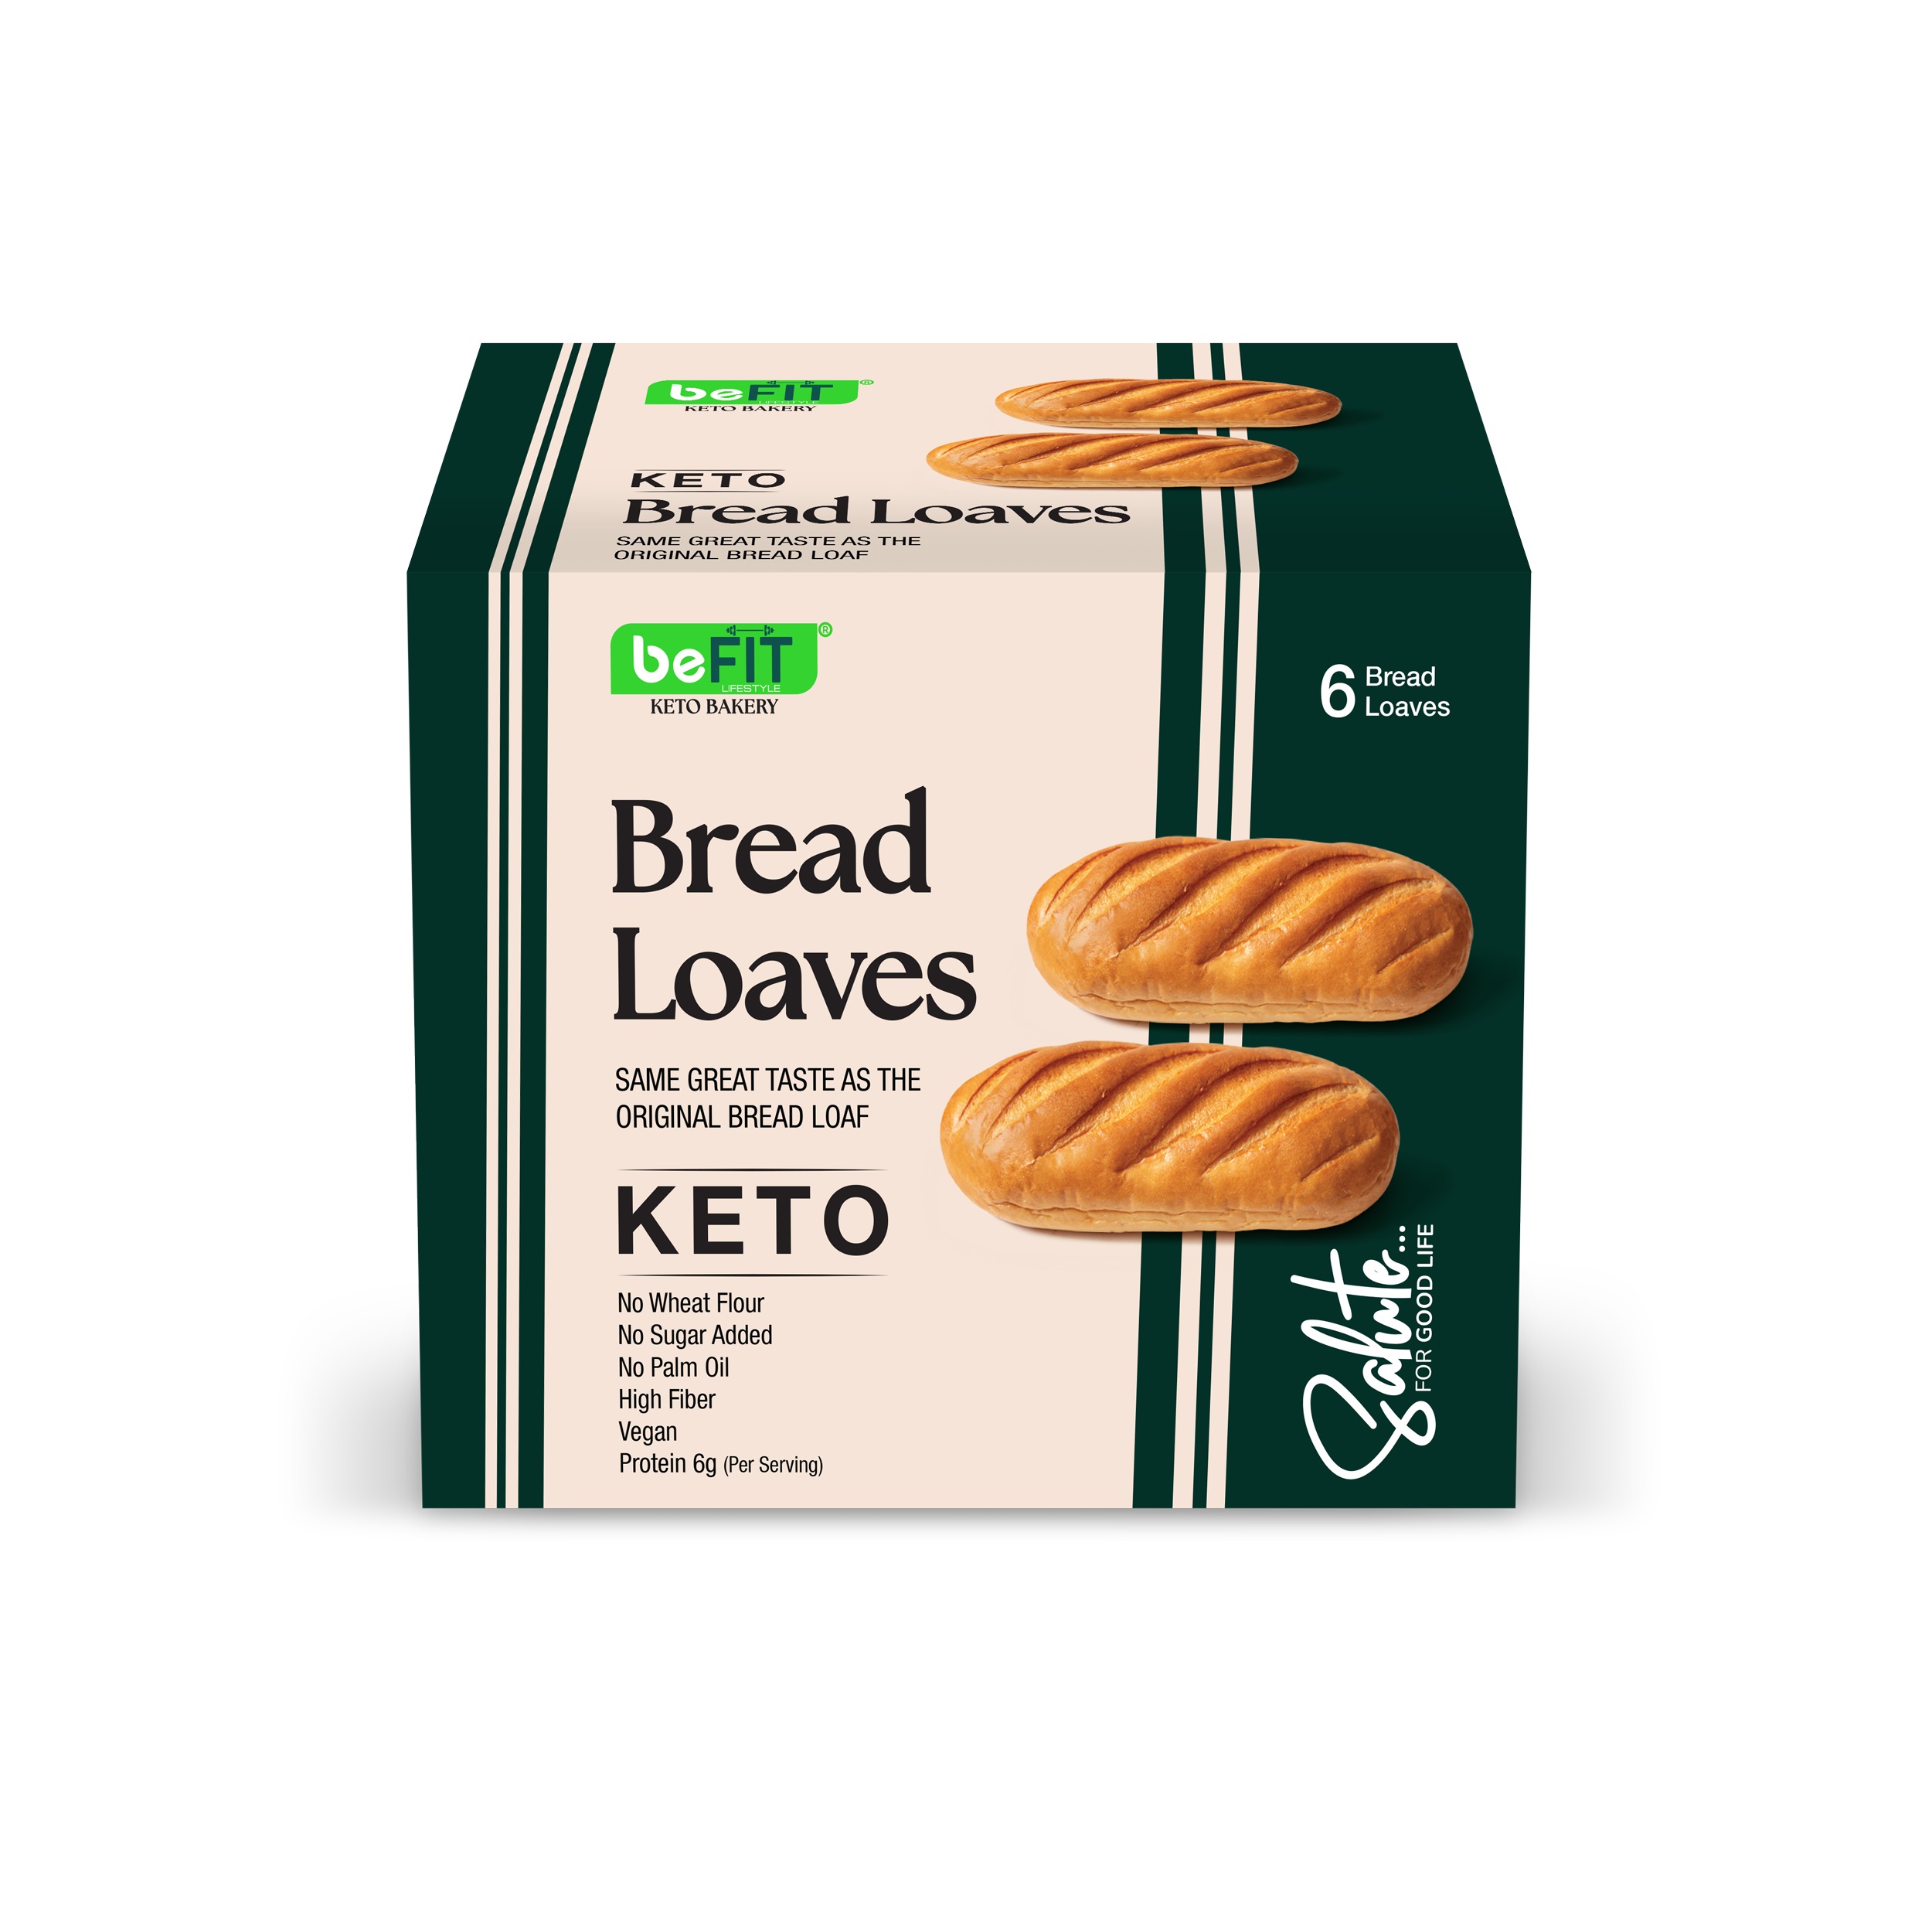 beFIT ®
LIFESTYLE
KETO BAKERY
KETO
Bread Loaves
SAME GREAT TASTE AS THE
ORIGINAL BREAD LOAF
beFIT ®
LIFESTYLE
KETO BAKERY
6 Bread
Loaves
Bread
Loaves
SAME GREAT TASTE AS THE
ORIGINAL BREAD LOAF
KETO
No Wheat Flour
No Sugar Added
No Palm Oil
High Fiber
Vegan
Protein 6g (Per Serving)
Salute...
FOR GOOD LIFE